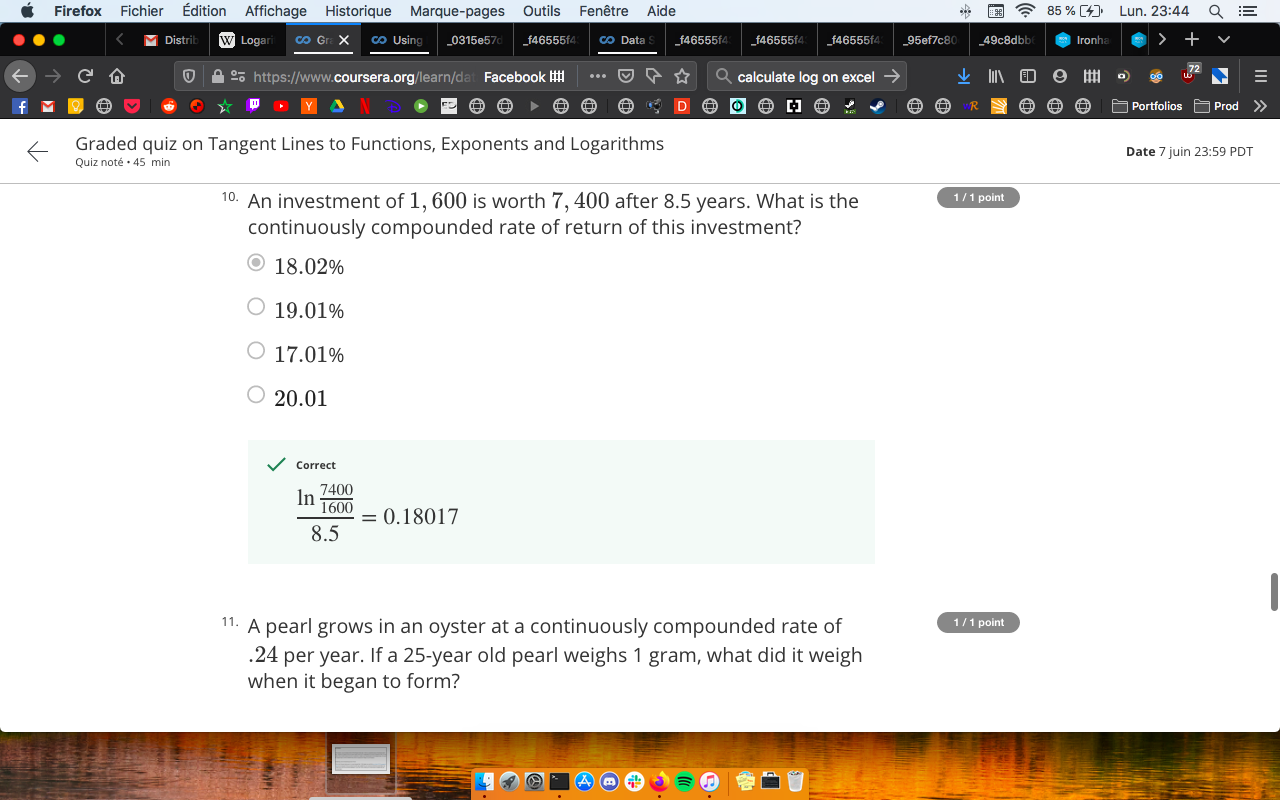 Firefox Fichier Édition Affichage Historique Marque-pages Outils Fenêtre Aide 85 % Lun. 23:44
Distrib Logari Gra Using _0315e57d _f46555f4 Data S _f46555f4 _f46555f4 _f46555f4 _95ef7c80 _49c8dbb Ironha
https://www.coursera.org/learn/dat Facebook calculate log on excel 72
Portfolios Prod
Graded quiz on Tangent Lines to Functions, Exponents and Logarithms
Quiz noté • 45 min
Date 7 juin 23:59 PDT
10. An investment of 1,600 is worth 7,400 after 8.5 years. What is the 1 / 1 point
continuously compounded rate of return of this investment?
18.02%
19.01%
17.01%
20.01
Correct
ln 7400/1600 / 8.5 = 0.18017
11. A pearl grows in an oyster at a continuously compounded rate of 1 / 1 point
.24 per year. If a 25-year old pearl weighs 1 gram, what did it weigh
when it began to form?